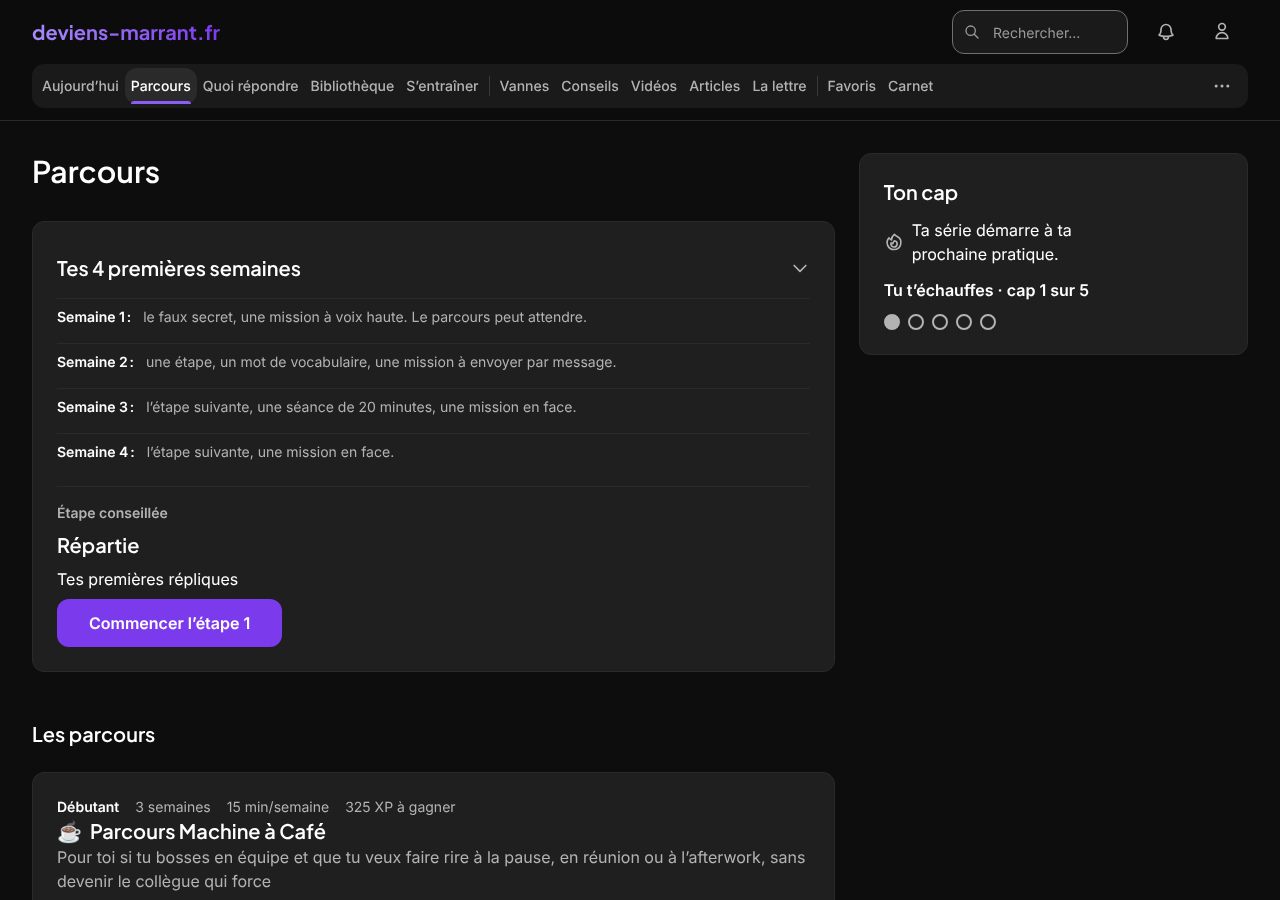 deviens-marrant.fr
Rechercher...
Aujourd’hui Parcours Quoi répondre Bibliothèque S’entraîner Vannes Conseils Vidéos Articles La lettre Favoris Carnet
Parcours
Tes 4 premières semaines
Semaine 1 : le faux secret, une mission à voix haute. Le parcours peut attendre.
Semaine 2 : une étape, un mot de vocabulaire, une mission à envoyer par message.
Semaine 3 : l’étape suivante, une séance de 20 minutes, une mission en face.
Semaine 4 : l’étape suivante, une mission en face.
Étape conseillée
Répartie
Tes premières répliques
Commencer l’étape 1
Ton cap
Ta série démarre à ta
prochaine pratique.
Tu t’échauffes · cap 1 sur 5
Les parcours
Débutant 3 semaines 15 min/semaine 325 XP à gagner
☕ Parcours Machine à Café
Pour toi si tu bosses en équipe et que tu veux faire rire à la pause, en réunion ou à l’afterwork, sans
devenir le collègue qui force